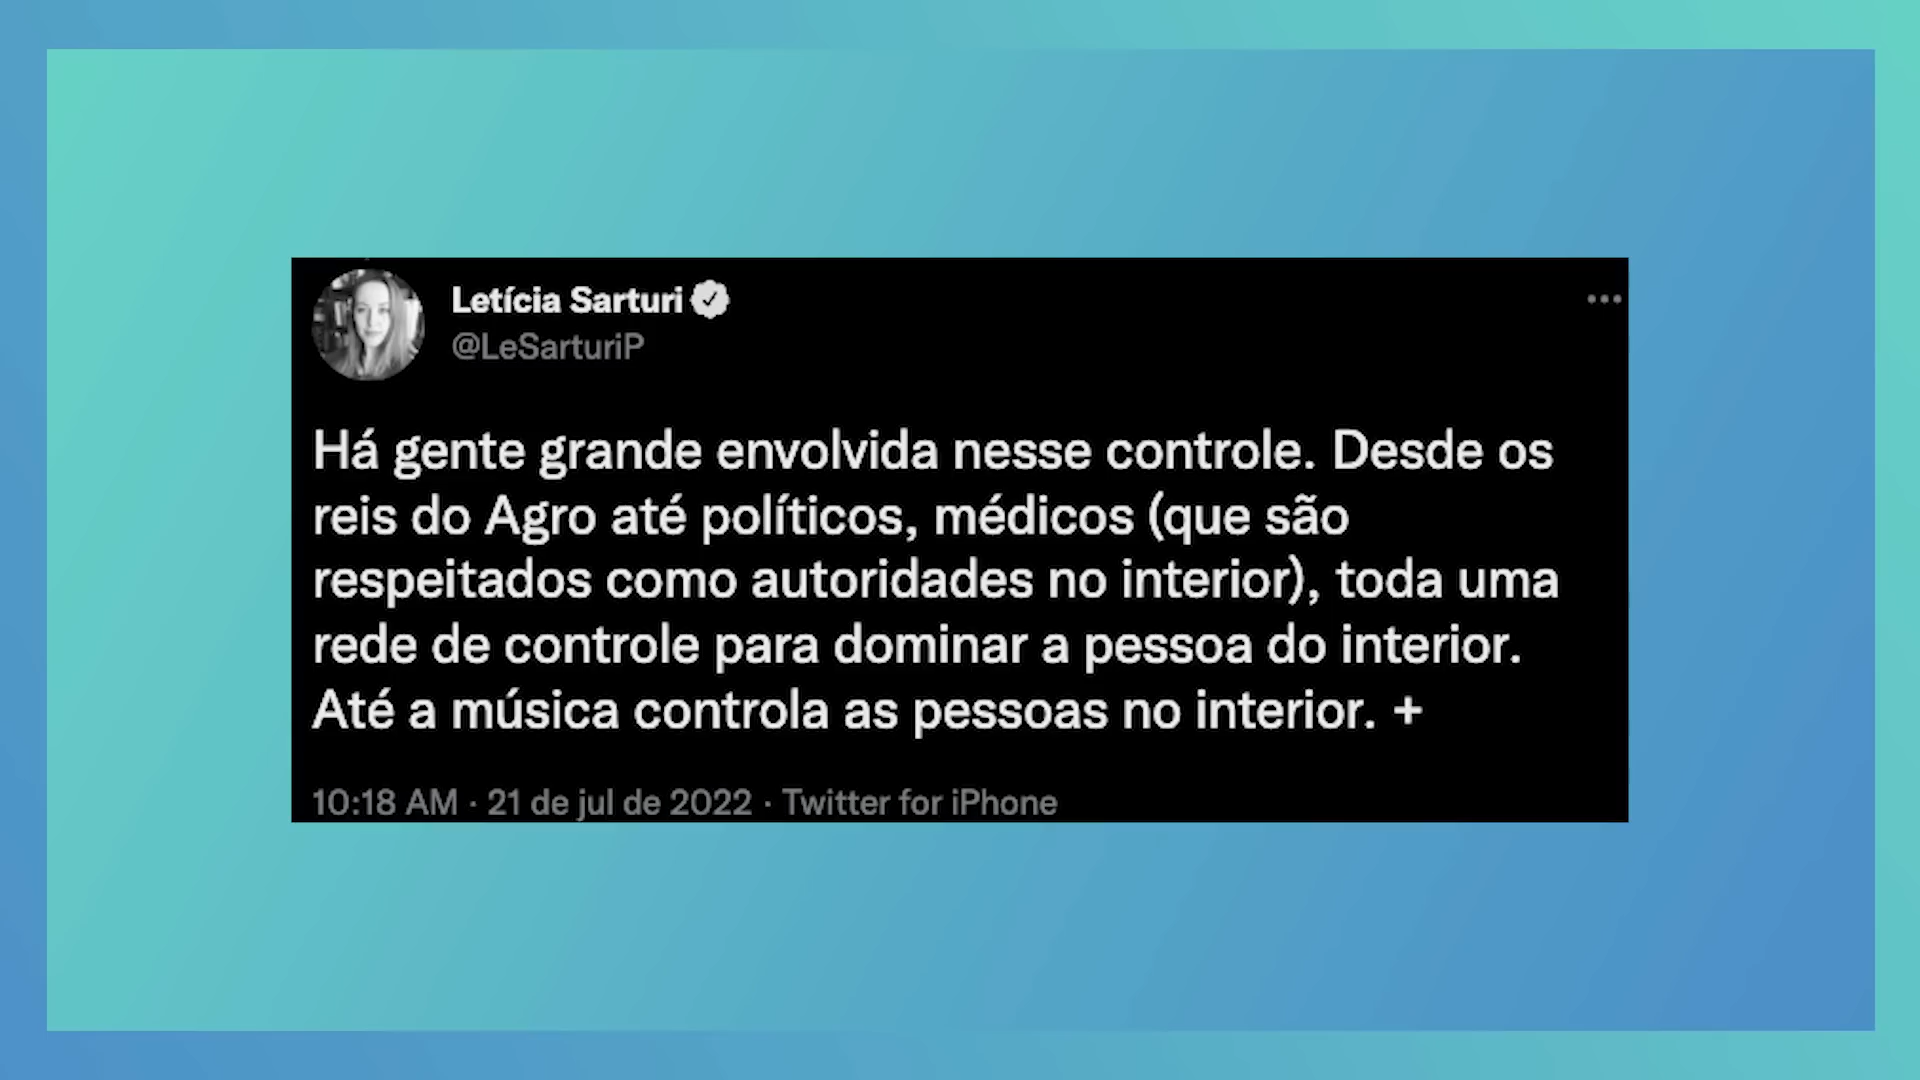 Letícia Sarturi
@LeSarturiP
Há gente grande envolvida nesse controle. Desde os
reis do Agro até políticos, médicos (que são
respeitados como autoridades no interior), toda uma
rede de controle para dominar a pessoa do interior.
Até a música controla as pessoas no interior. +
10:18 AM · 21 de jul de 2022 · Twitter for iPhone